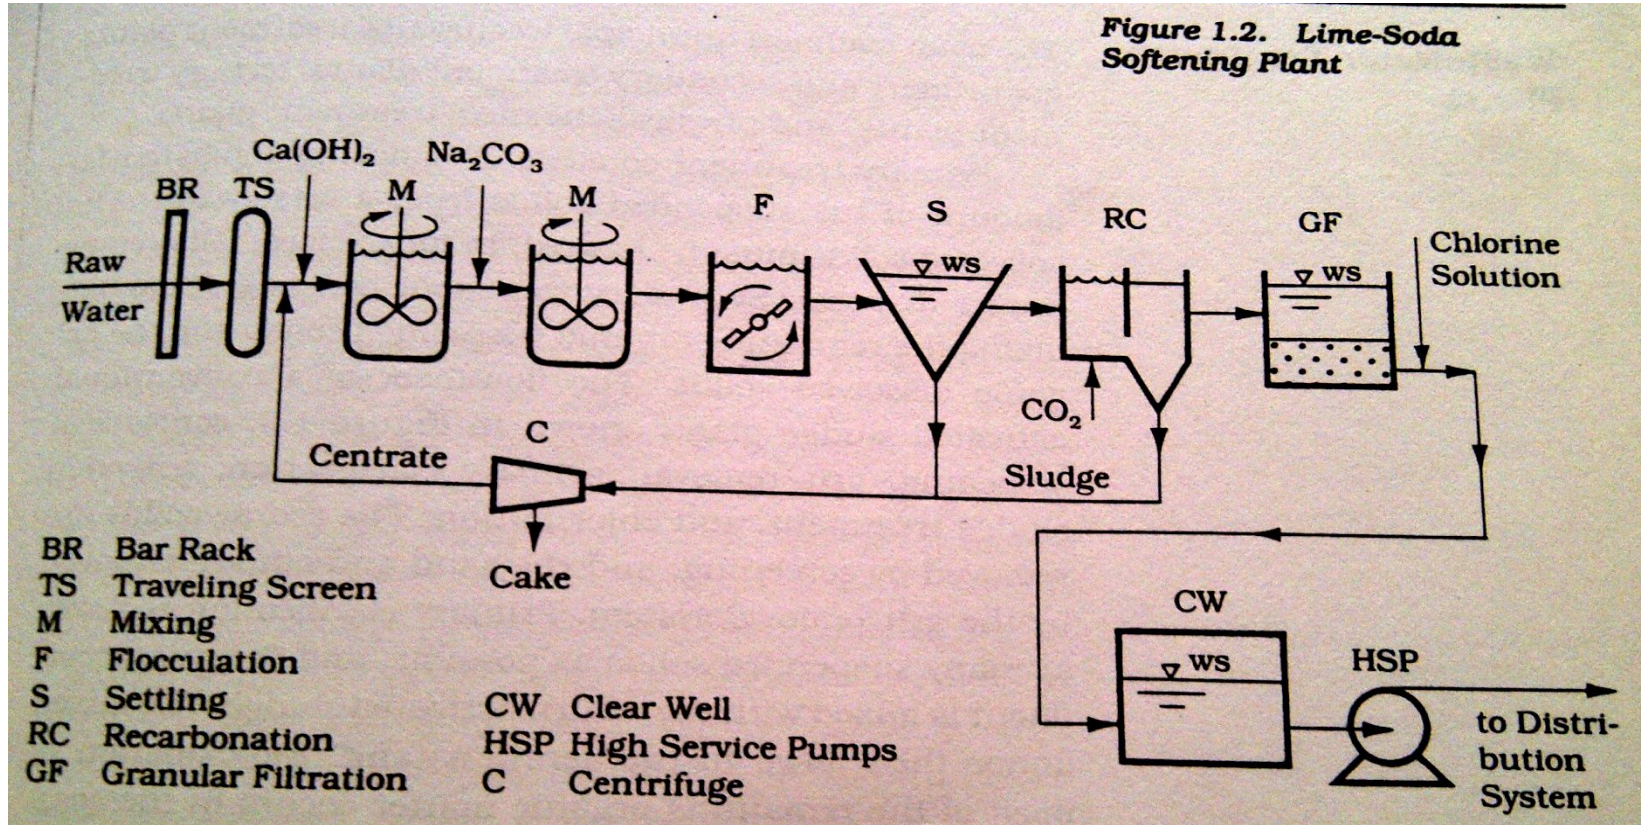 Figure 1.2. Lime-Soda
Softening Plant
Ca(OH)₂
Na₂CO₃
BR
TS
M
M
F
S
RC
GF
Raw
Water
WS
WS
Chlorine
Solution
CO₂
C
Centrate
Sludge
Cake
BR Bar Rack
TS Traveling Screen
M Mixing
F Flocculation
S Settling
RC Recarbonation
GF Granular Filtration
CW Clear Well
HSP High Service Pumps
C Centrifuge
CW
WS
HSP
to Distri-
bution
System